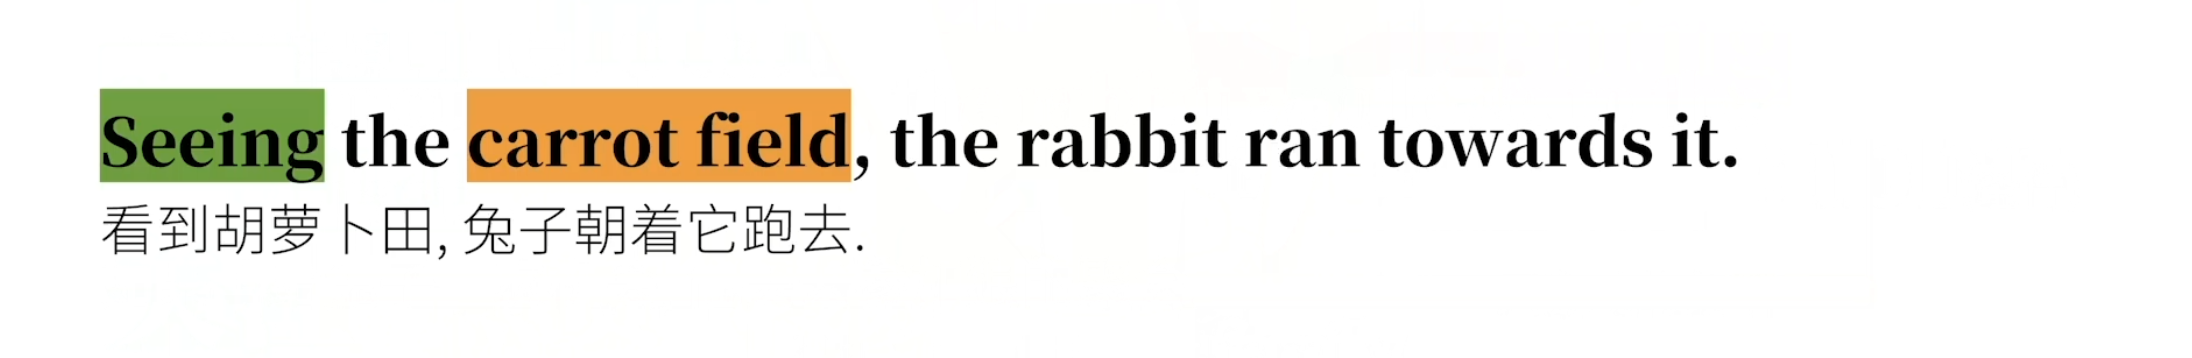 Seeing the carrot field, the rabbit ran towards it.
看到胡萝卜田, 兔子朝着它跑去.